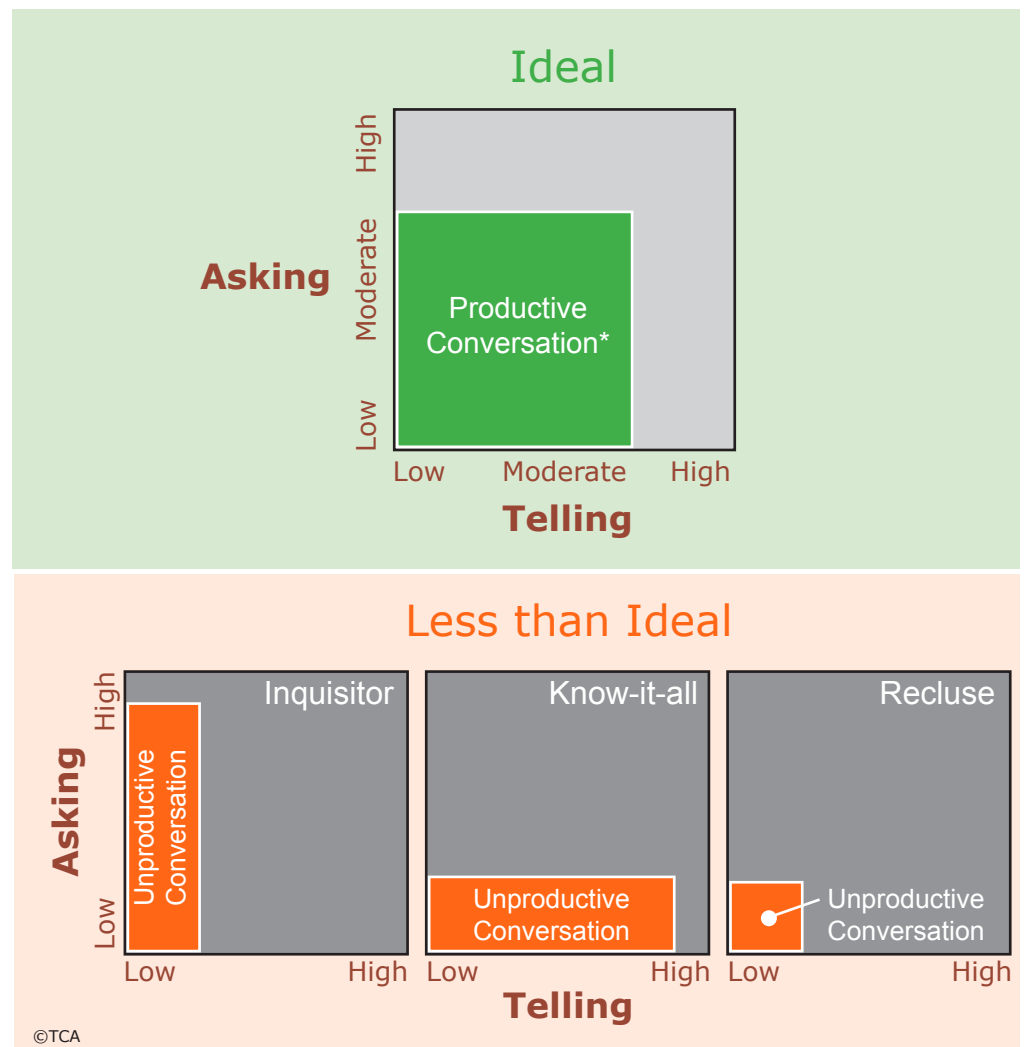 Ideal
High
Moderate
Low
Asking
Productive
Conversation*
Low Moderate High
Telling
Less than Ideal
Asking
High
Low
Inquisitor
Unproductive
Conversation
Low High
Know-it-all
Unproductive
Conversation
Low High
Recluse
Unproductive
Conversation
Low High
Telling
©TCA